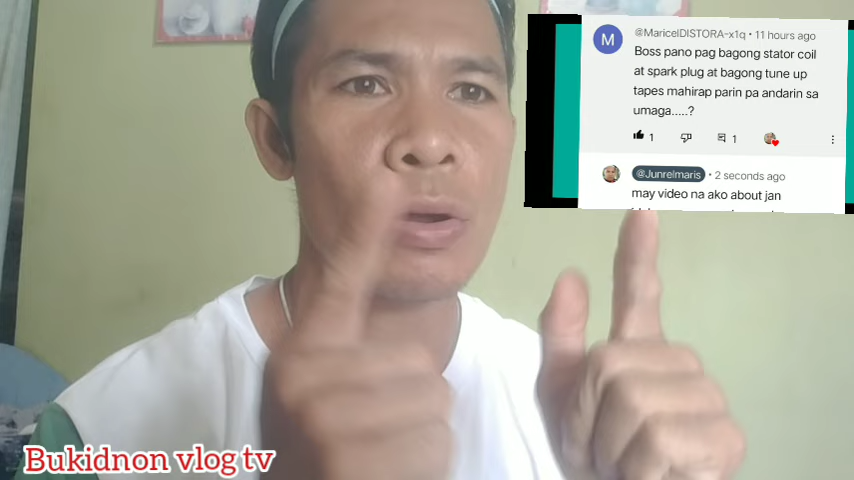 M
@MaricelDISTORA-x1q • 11 hours ago
Boss pano pag bagong stator coil
at spark plug at bagong tune up
tapes mahirap parin pa andarin sa
umaga.....?
1
1
@Junrelmaris • 2 seconds ago
may video na ako about jan
Bukidnon vlog tv